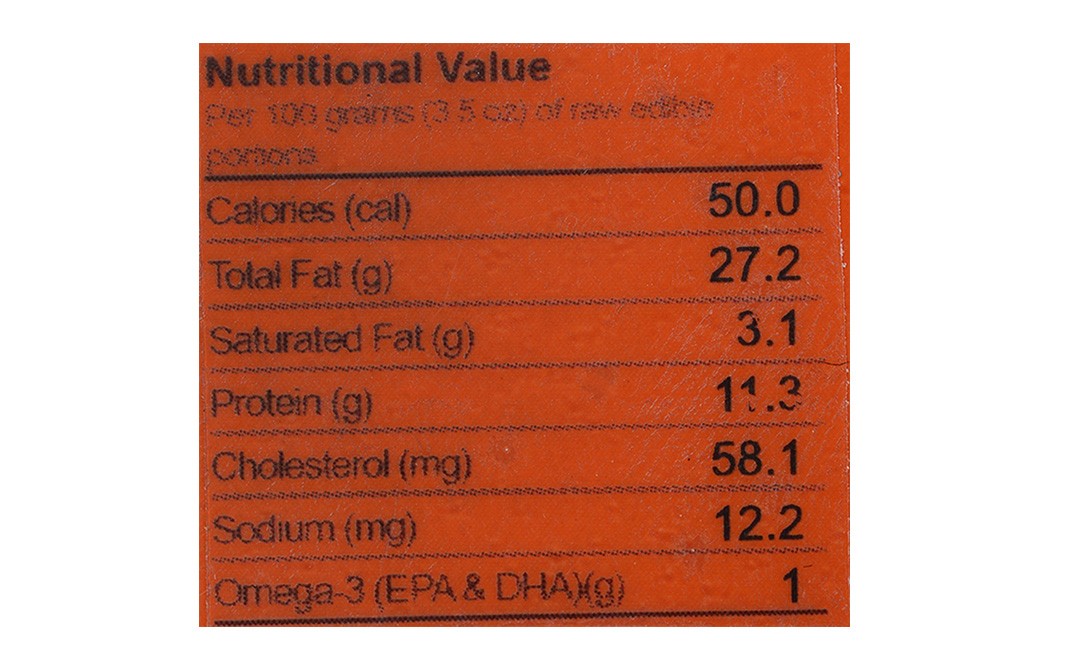 Nutritional Value
Per 100 grams (3.5 oz) of raw edible
portions
Calories (cal) 50.0
Total Fat (g) 27.2
Saturated Fat (g) 3.1
Protein (g) 11.3
Cholesterol (mg) 58.1
Sodium (mg) 12.2
Omega-3 (EPA & DHA)(g) 1